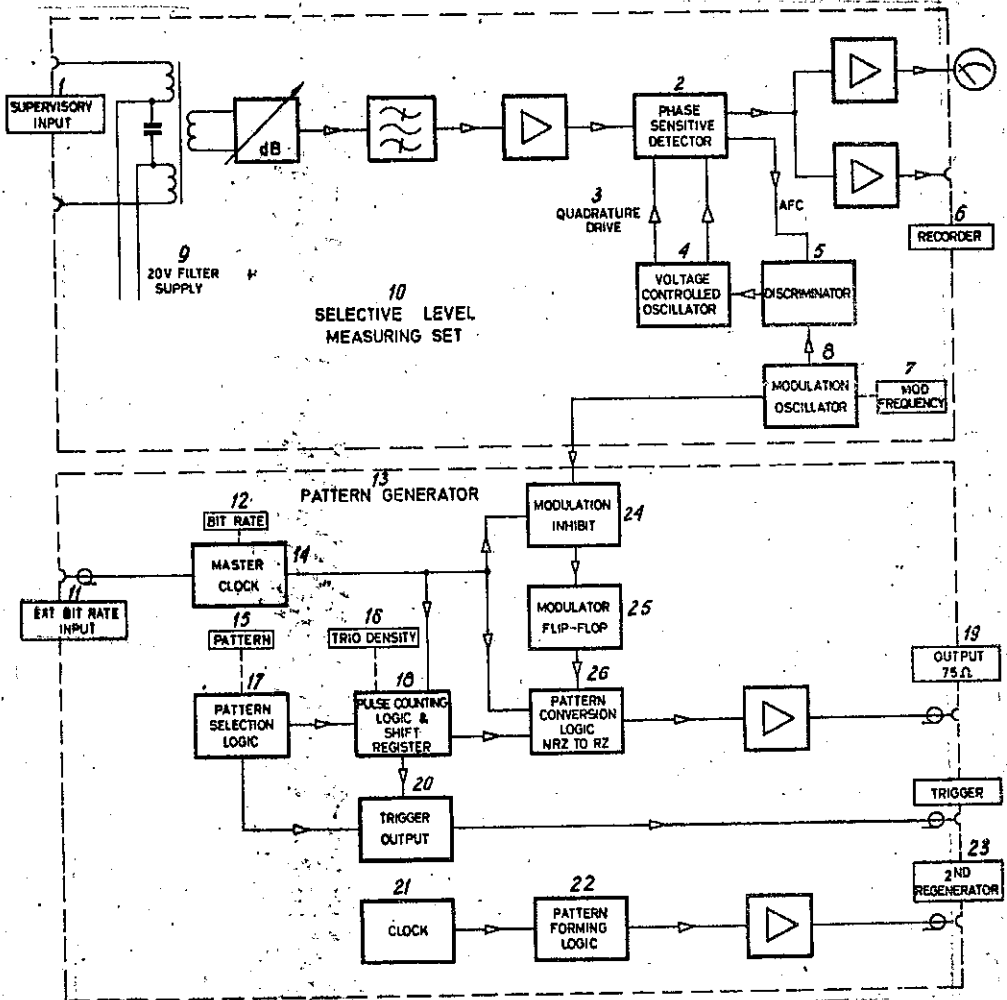 1
SUPERVISORY
INPUT
dB
2
PHASE
SENSITIVE
DETECTOR
3
QUADRATURE
DRIVE
AFC
4
VOLTAGE
CONTROLLED
OSCILLATOR
5
DISCRIMINATOR
6
RECORDER
9
20V FILTER
SUPPLY
10
SELECTIVE LEVEL
MEASURING SET
8
MODULATION
OSCILLATOR
7
MOD
FREQUENCY
13
PATTERN GENERATOR
12
BIT RATE
MASTER
CLOCK
14
11
EXT BIT RATE
INPUT
MODULATION
INHIBIT
24
MODULATOR
FLIP-FLOP
25
15
PATTERN
16
TRIO DENSITY
17
PATTERN
SELECTION
LOGIC
18
PULSE COUNTING
LOGIC &
SHIFT
REGISTER
26
PATTERN
CONVERSION
LOGIC
NRZ TO RZ
19
OUTPUT
75Ω
20
TRIGGER
OUTPUT
TRIGGER
21
CLOCK
22
PATTERN
FORMING
LOGIC
23
2ND
REGENERATOR